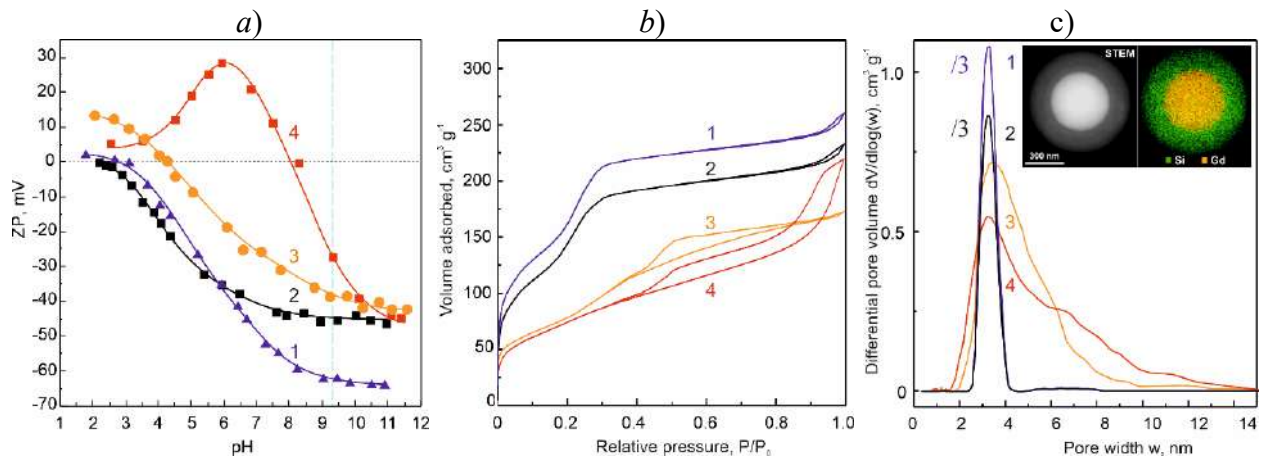 a)
30
20
10
0
-10
-20
-30
-40
-50
-60
-70
ZP, mV
1 2 3 4 5 6 7 8 9 10 11 12
pH
4
3
2
1
b)
300
250
200
150
100
50
0
Volume adsorbed, cm³ g⁻¹
0 0.2 0.4 0.6 0.8 1.0
Relative pressure, P/P₀
1
2
3
4
c)
1.0
0.5
0
Differential pore volume dV/dlog(w), cm³ g⁻¹
0 2 4 6 8 10 12 14
Pore width w, nm
/3 1
/3 2
3
4
STEM
300 nm
Si Gd